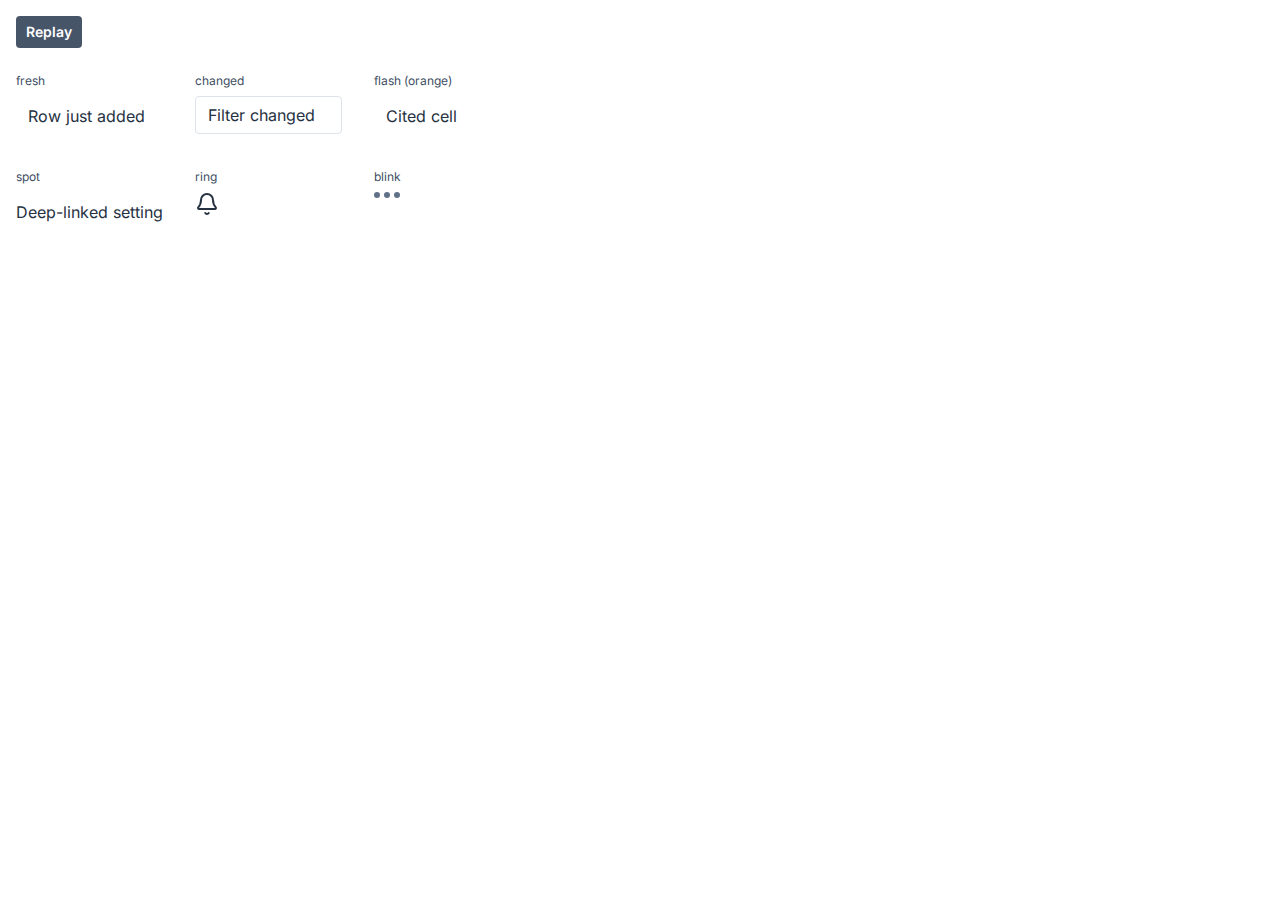 Replay
fresh
changed
flash (orange)
Row just added
Filter changed
Cited cell
spot
ring
blink
Deep-linked setting